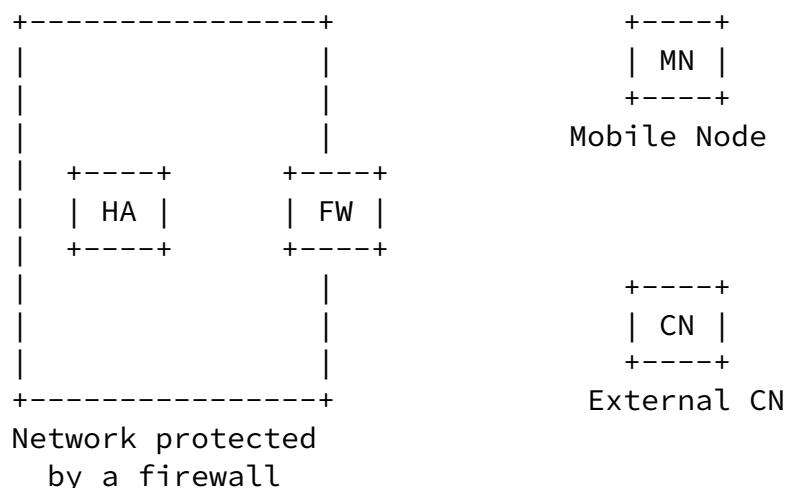 MN
Mobile Node
HA
FW
CN
External CN
Network protected
by a firewall